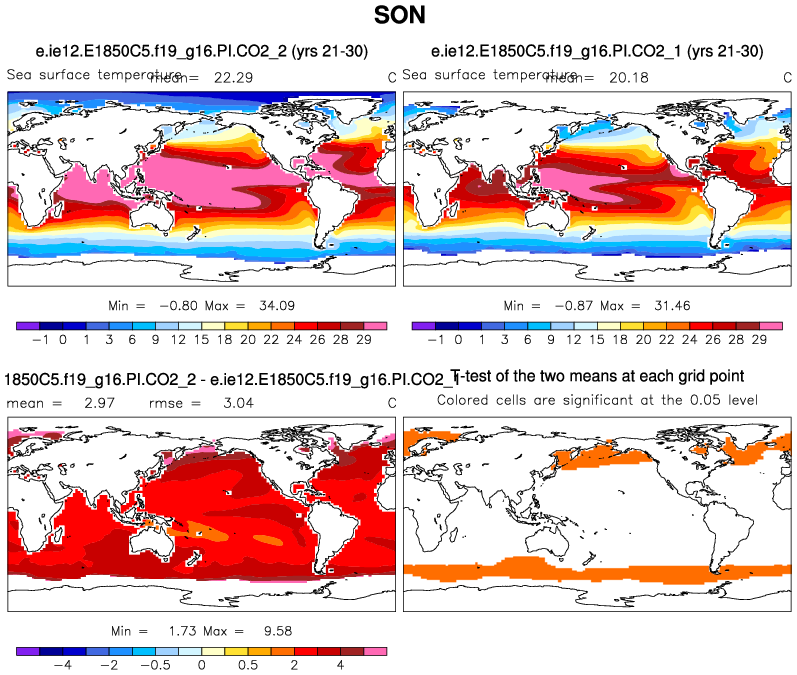 SON
e.ie12.E1850C5.f19_g16.PI.CO2_2 (yrs 21-30)
Sea surface temperature mean= 22.29 C
Min = -0.80 Max = 34.09
-1 0 1 3 6 9 12 15 18 20 22 24 26 28 29
e.ie12.E1850C5.f19_g16.PI.CO2_1 (yrs 21-30)
Sea surface temperature mean= 20.18 C
Min = -0.87 Max = 31.46
-1 0 1 3 6 9 12 15 18 20 22 24 26 28 29
1850C5.f19_g16.PI.CO2_2 - e.ie12.E1850C5.f19_g16.PI.CO2_1
mean = 2.97 rmse = 3.04 C
Min = 1.73 Max = 9.58
-4 -2 -0.5 0 0.5 2 4
T-test of the two means at each grid point
Colored cells are significant at the 0.05 level